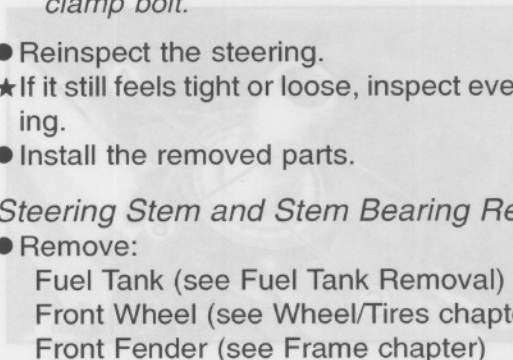 clamp bolt.
● Reinspect the steering.
★If it still feels tight or loose, inspect eve
ing.
● Install the removed parts.
Steering Stem and Stem Bearing Re
● Remove:
Fuel Tank (see Fuel Tank Removal)
Front Wheel (see Wheel/Tires chapte
Front Fender (see Frame chapter)